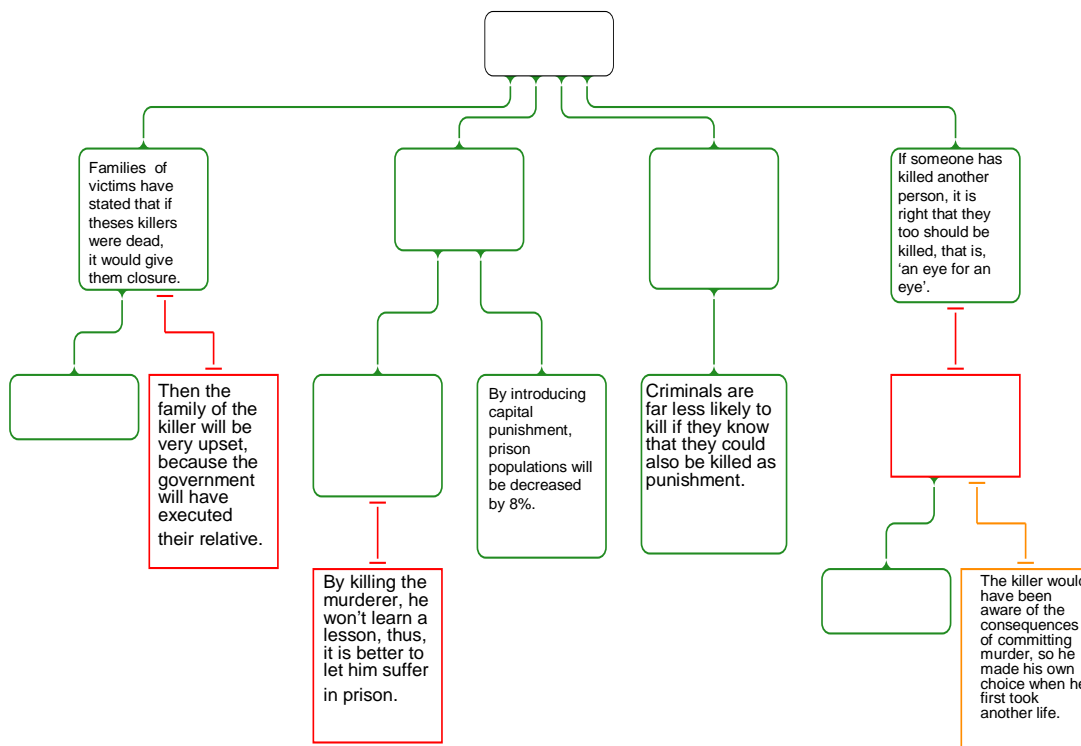 Families  of
victims have
stated that if
theses killers
were dead,
it would give
them closure.
If someone has
killed another
person, it is
right that they
too should be
killed, that is,
‘an eye for an
eye’.
Then the
family of the
killer will be
very upset,
because the
government
will have
executed
their relative.
By introducing
capital
punishment,
prison
populations will
be decreased
by 8%.
Criminals are
far less likely to
kill if they know
that they could
also be killed as
punishment.
By killing the
murderer, he
won’t learn a
lesson, thus,
it is better to
let him suffer
in prison.
The killer would
have been
aware of the
consequences
of committing
murder, so he
made his own
choice when he
first took
another life.